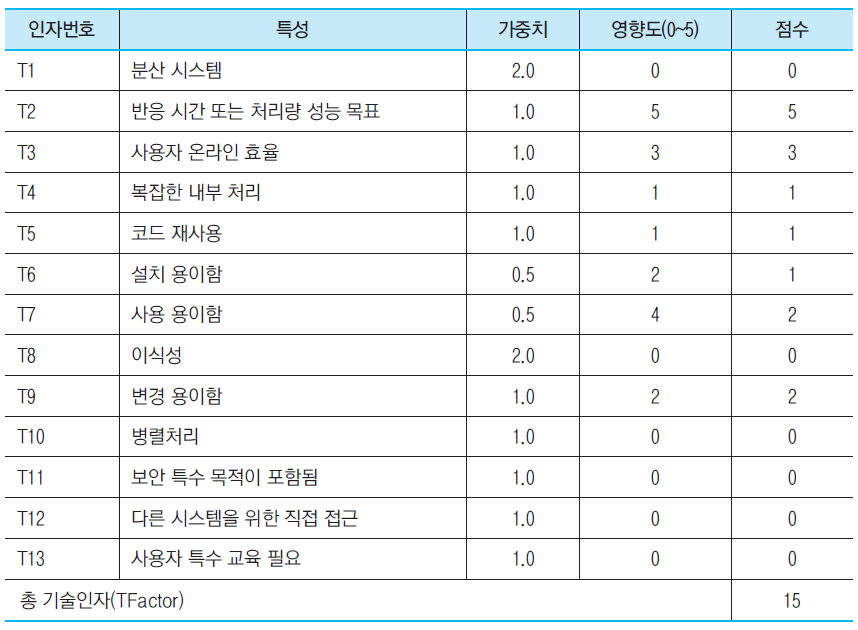 인자번호 특성 가중치 영향도(0~5) 점수
T1 분산 시스템 2.0 0 0
T2 반응 시간 또는 처리량 성능 목표 1.0 5 5
T3 사용자 온라인 효율 1.0 3 3
T4 복잡한 내부 처리 1.0 1 1
T5 코드 재사용 1.0 1 1
T6 설치 용이함 0.5 2 1
T7 사용 용이함 0.5 4 2
T8 이식성 2.0 0 0
T9 변경 용이함 1.0 2 2
T10 병렬처리 1.0 0 0
T11 보안 특수 목적이 포함됨 1.0 0 0
T12 다른 시스템을 위한 직접 접근 1.0 0 0
T13 사용자 특수 교육 필요 1.0 0 0
총 기술인자(TFactor) 15